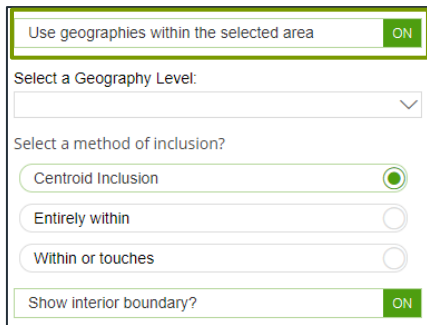 Use geographies within the selected area ON
Select a Geography Level:
Select a method of inclusion?
Centroid Inclusion
Entirely within
Within or touches
Show interior boundary? ON